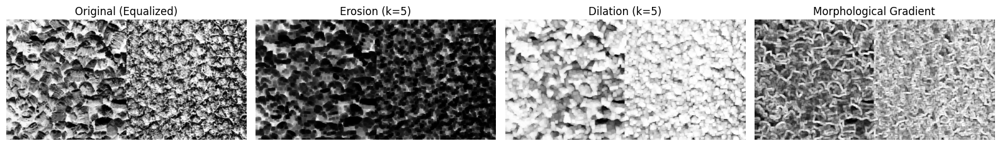 Original (Equalized)
Erosion (k=5)
Dilation (k=5)
Morphological Gradient